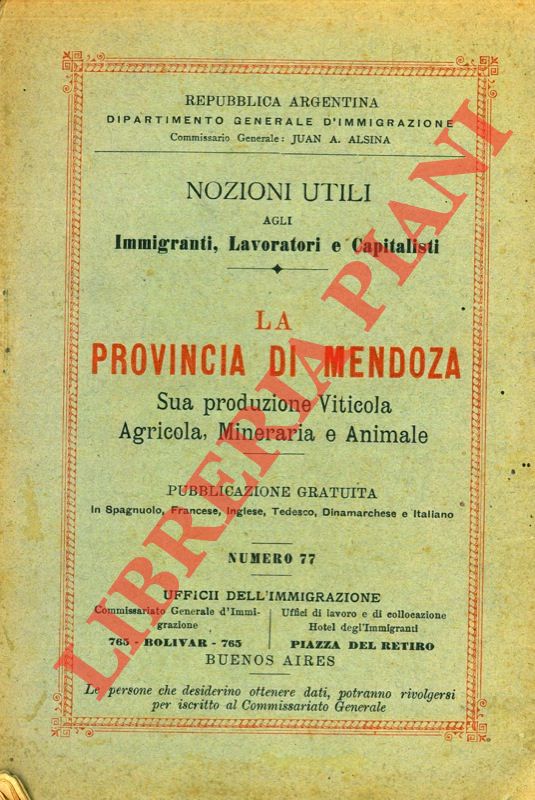 REPUBBLICA ARGENTINA
DIPARTIMENTO GENERALE D'IMMIGRAZIONE
Commissario Generale: JUAN A. ALSINA
NOZIONI UTILI
AGLI
Immigranti, Lavoratori e Capitalisti
LA
PROVINCIA DI MENDOZA
Sua produzione Viticola
Agricola, Mineraria e Animale
PUBBLICAZIONE GRATUITA
In Spagnuolo, Francese, Inglese, Tedesco, Dinamarchese e Italiano
NUMERO 77
UFFICII DELL'IMMIGRAZIONE
Commissariato Generale d'Immi-
grazione
765 - BOLIVAR - 765
Uffici di lavoro e di collocazione
Hotel degl'Immigranti
PIAZZA DEL RETIRO
BUENOS AIRES
Le persone che desiderino ottenere dati, potranno rivolgersi
per iscritto al Commissariato Generale
LIBRERIA PIANI